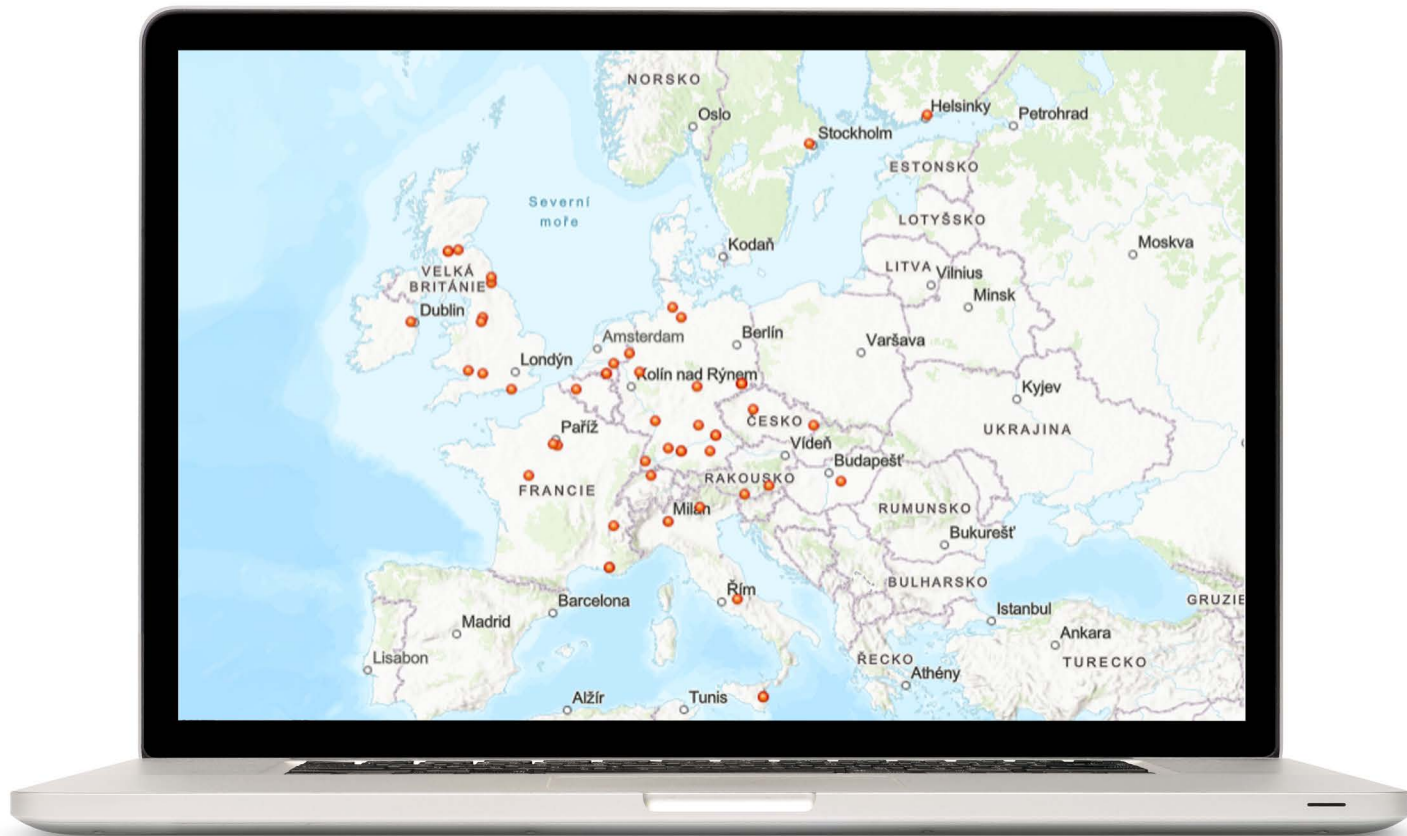 NORSKO
Oslo
Helsinky
Petrohrad
Stockholm
ESTONSKO
Severní
moře
LOTYŠSKO
Kodaň
Moskva
VELKÁ
BRITÁNIE
LITVA
Vilnius
Minsk
Dublin
Amsterdam
Berlín
Varšava
Londýn
Kolín nad Rýnem
Kyjev
ČESKO
UKRAJINA
Paříž
Vídeň
Budapešť
FRANCIE
RAKOUSKO
Milán
RUMUNSKO
Bukurešť
BULHARSKO
Řím
Barcelona
Istanbul
GRUZIE
Madrid
Ankara
Lisabon
ŘECKO
TURECKO
Athény
Alžír
Tunis